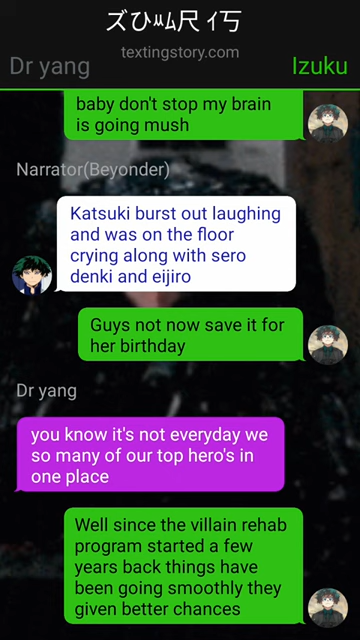 ズひ
textingstory.com
Dr yang
Izuku
baby don't stop my brain
is going mush
Narrator(Beyonder)
Katsuki burst out laughing
and was on the floor
crying along with sero
denki and eijiro
Guys not now save it for
her birthday
Dr yang
you know it's not everyday we
so many of our top hero's in
one place
Well since the villain rehab
program started a few
years back things have
been going smoothly they
given better chances